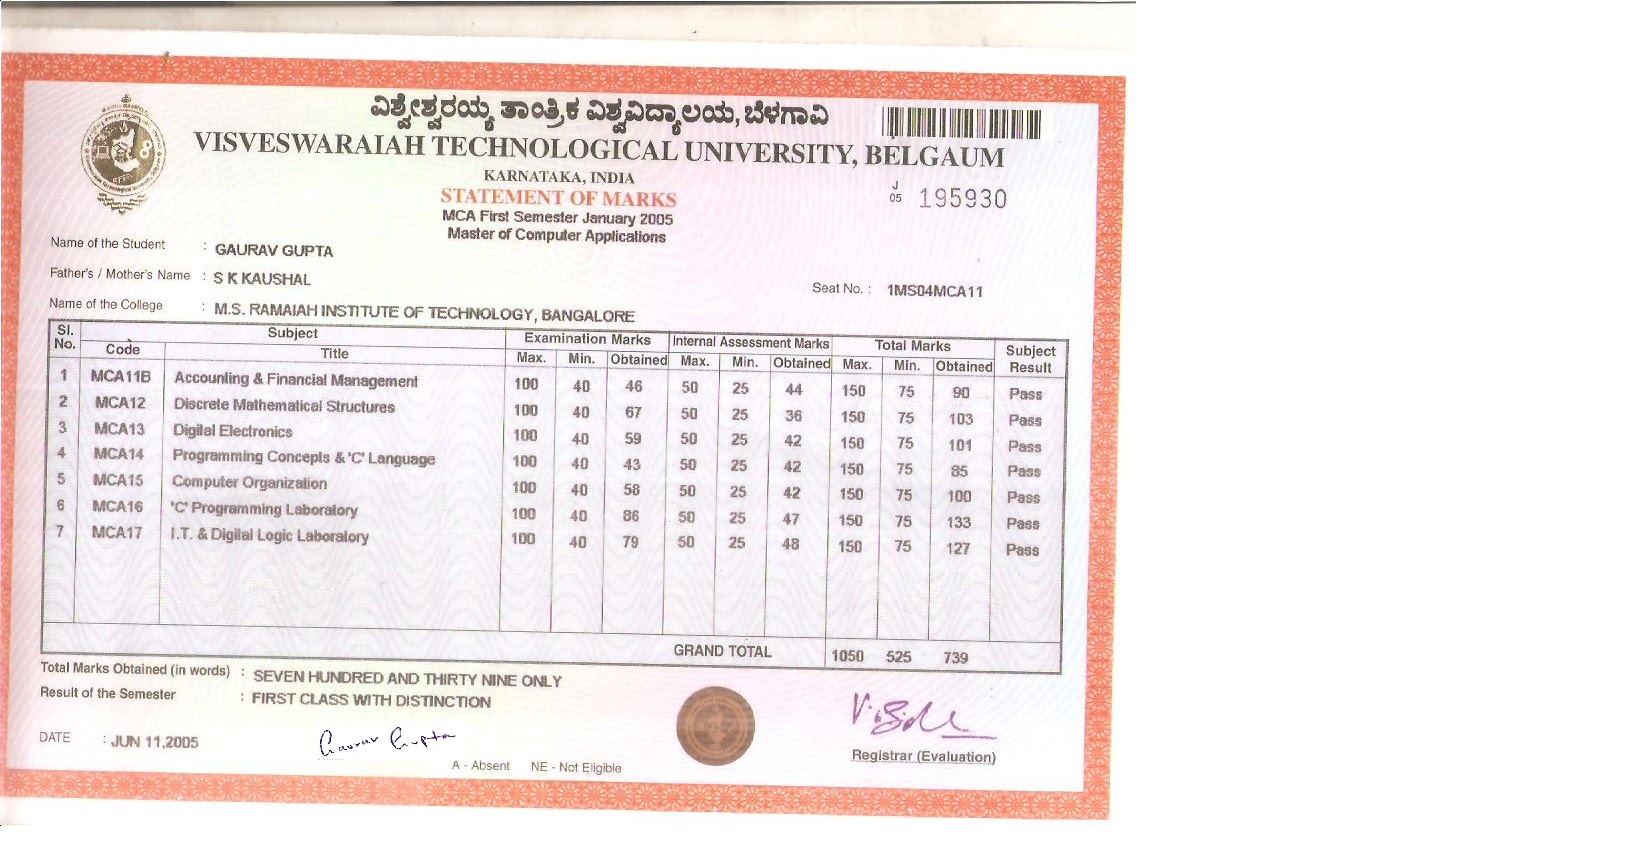 ವಿಶ್ವೇಶ್ವರಯ್ಯ ತಾಂತ್ರಿಕ ವಿಶ್ವವಿದ್ಯಾಲಯ, ಬೆಳಗಾವಿ
VISVESWARAIAH TECHNOLOGICAL UNIVERSITY, BELGAUM
KARNATAKA, INDIA
STATEMENT OF MARKS
J 05 195930
MCA First Semester January 2005
Master of Computer Applications
Name of the Student : GAURAV GUPTA
Father's / Mother's Name : S K KAUSHAL
Seat No. : 1MS04MCA11
Name of the College : M.S. RAMAIAH INSTITUTE OF TECHNOLOGY, BANGALORE
Sl. No. Subject Examination Marks Internal Assessment Marks Total Marks Subject Result
Code Title Max. Min. Obtained Max. Min. Obtained Max. Min. Obtained
1 MCA11B Accounting & Financial Management 100 40 46 50 25 44 150 75 90 Pass
2 MCA12 Discrete Mathematical Structures 100 40 67 50 25 36 150 75 103 Pass
3 MCA13 Digital Electronics 100 40 59 50 25 42 150 75 101 Pass
4 MCA14 Programming Concepts & 'C' Language 100 40 43 50 25 42 150 75 85 Pass
5 MCA15 Computer Organization 100 40 58 50 25 42 150 75 100 Pass
6 MCA16 'C' Programming Laboratory 100 40 86 50 25 47 150 75 133 Pass
7 MCA17 I.T. & Digital Logic Laboratory 100 40 79 50 25 48 150 75 127 Pass
GRAND TOTAL 1050 525 739
Total Marks Obtained (in words) : SEVEN HUNDRED AND THIRTY NINE ONLY
Result of the Semester : FIRST CLASS WITH DISTINCTION
DATE : JUN 11,2005
Gaurav Gupta
Registrar (Evaluation)
A - Absent NE - Not Eligible